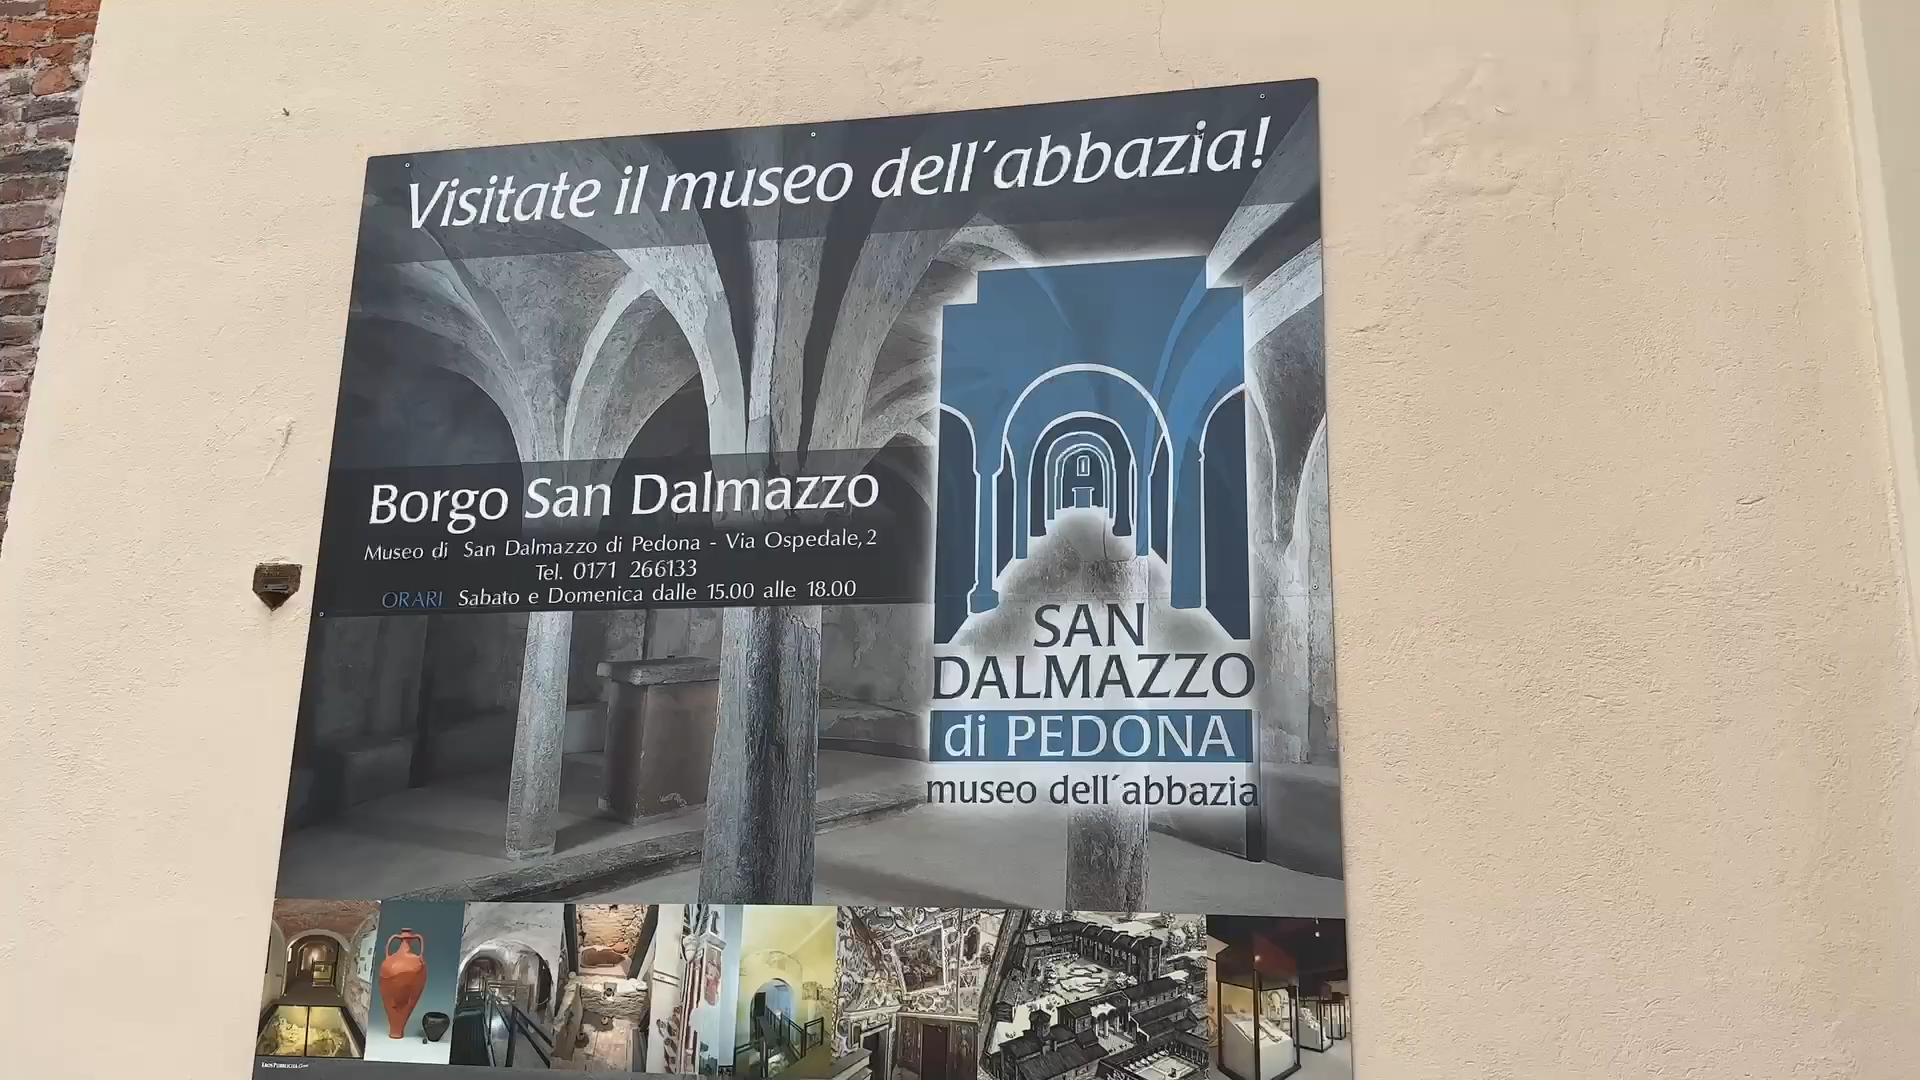 Visitate il museo dell´abbazia!
Borgo San Dalmazzo
Museo di San Dalmazzo di Pedona - Via Ospedale, 2
Tel. 0171 266133
ORARI Sabato e Domenica dalle 15.00 alle 18.00
SAN
DALMAZZO
di PEDONA
museo dell´abbazia